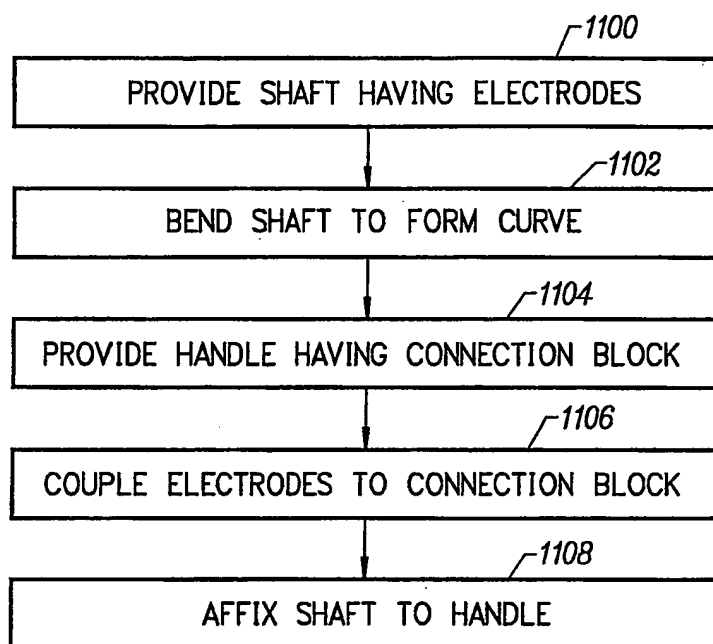 1100
PROVIDE SHAFT HAVING ELECTRODES
1102
BEND SHAFT TO FORM CURVE
1104
PROVIDE HANDLE HAVING CONNECTION BLOCK
1106
COUPLE ELECTRODES TO CONNECTION BLOCK
1108
AFFIX SHAFT TO HANDLE